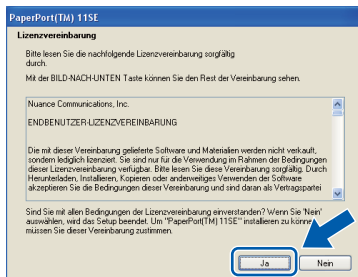 PaperPort(TM) 11SE
Lizenzvereinbarung
Bitte lesen Sie die nachfolgende Lizenzvereinbarung sorgfältig
durch.
Mit der BILD-NACH-UNTEN Taste können Sie den Rest der Vereinbarung sehen.
Nuance Communications, Inc.
ENDBENUTZER-LIZENZVEREINBARUNG
Die mit dieser Vereinbarung gelieferte Software und Materialien werden nicht verkauft,
sondern lediglich lizenziert. Sie sind nur für die Verwendung im Rahmen der Bedingungen
dieser Lizenzvereinbarung verfügbar. Bitte lesen Sie diese Vereinbarung sorgfältig. Durch
Herunterladen, Installieren, Kopieren oder anderweitiges Verwenden der Software
akzeptieren Sie die Bedingungen dieser Vereinbarung und sind daran als Vertragspartei
Sind Sie mit allen Bedingungen der Lizenzvereinbarung einverstanden? Wenn Sie 'Nein'
auswählen, wird das Setup beendet. Um "PaperPort(TM) 11SE" installieren zu können,
müssen Sie dieser Vereinbarung zustimmen.
Ja
Nein